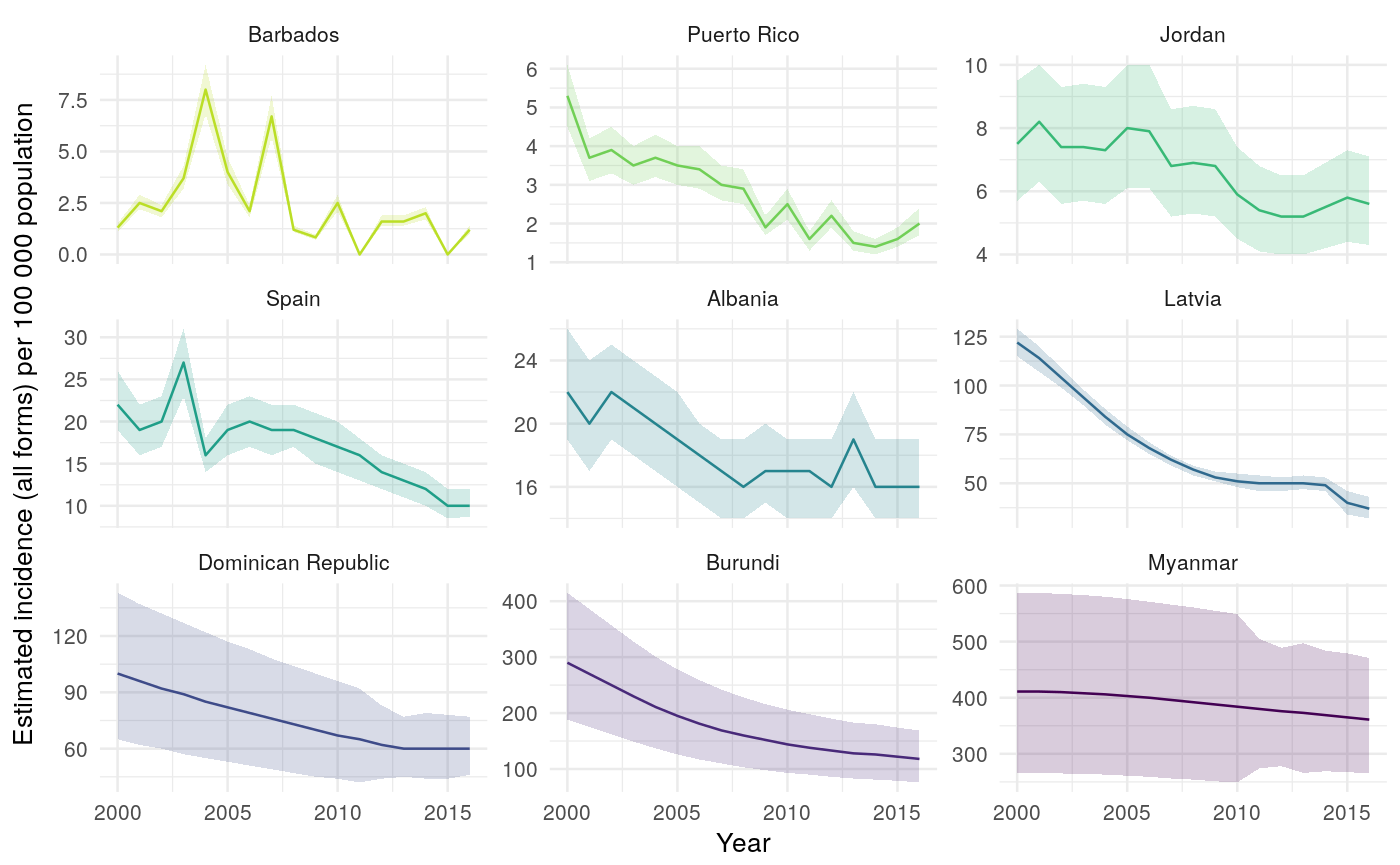 Estimated incidence (all forms) per 100 000 population
Barbados
7.5
5.0
2.5
0.0
Puerto Rico
6
5
4
3
2
1
Jordan
10
8
6
4
Spain
30
25
20
15
10
Albania
24
20
16
Latvia
125
100
75
50
Dominican Republic
120
90
60
2000 2005 2010 2015
Burundi
400
300
200
100
2000 2005 2010 2015
Myanmar
600
500
400
300
2000 2005 2010 2015
Year